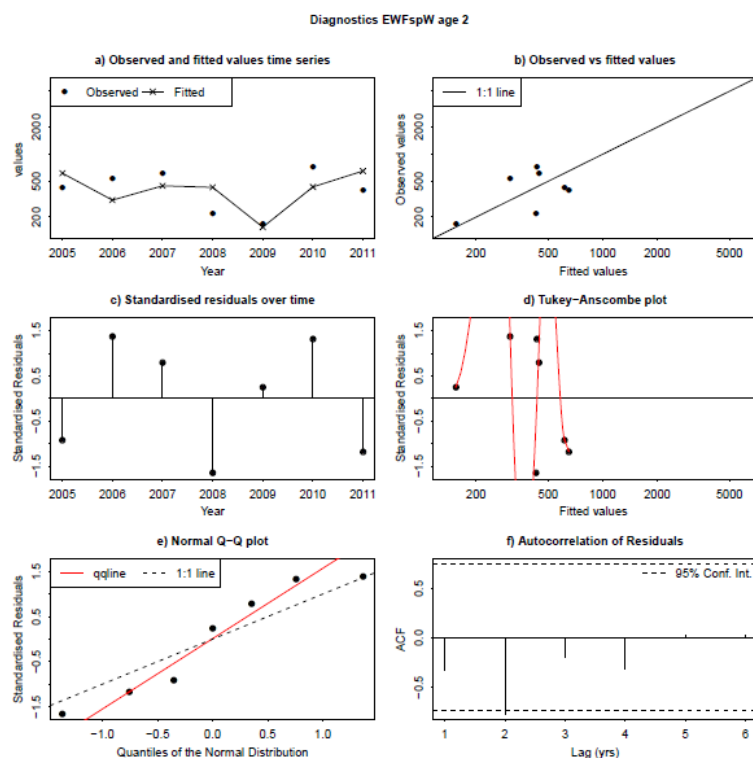 Diagnostics EWFspW age 2
a) Observed and fitted values time series
Observed Fitted
values
200 500 2000
2005 2006 2007 2008 2009 2010 2011
Year
b) Observed vs fitted values
1:1 line
Observed values
200 500 2000
200 500 1000 2000 5000
Fitted values
c) Standardised residuals over time
Standardised Residuals
−1.5 −0.5 0.5 1.5
2005 2006 2007 2008 2009 2010 2011
Year
d) Tukey−Anscombe plot
Standardised Residuals
−1.5 −0.5 0.5 1.5
200 500 1000 2000 5000
Fitted values
e) Normal Q−Q plot
qqline 1:1 line
Standardised Residuals
−1.5 −0.5 0.5 1.5
−1.0 −0.5 0.0 0.5 1.0
Quantiles of the Normal Distribution
f) Autocorrelation of Residuals
95% Conf. Int.
ACF
−0.5 0.0 0.5
1 2 3 4 5 6
Lag (yrs)